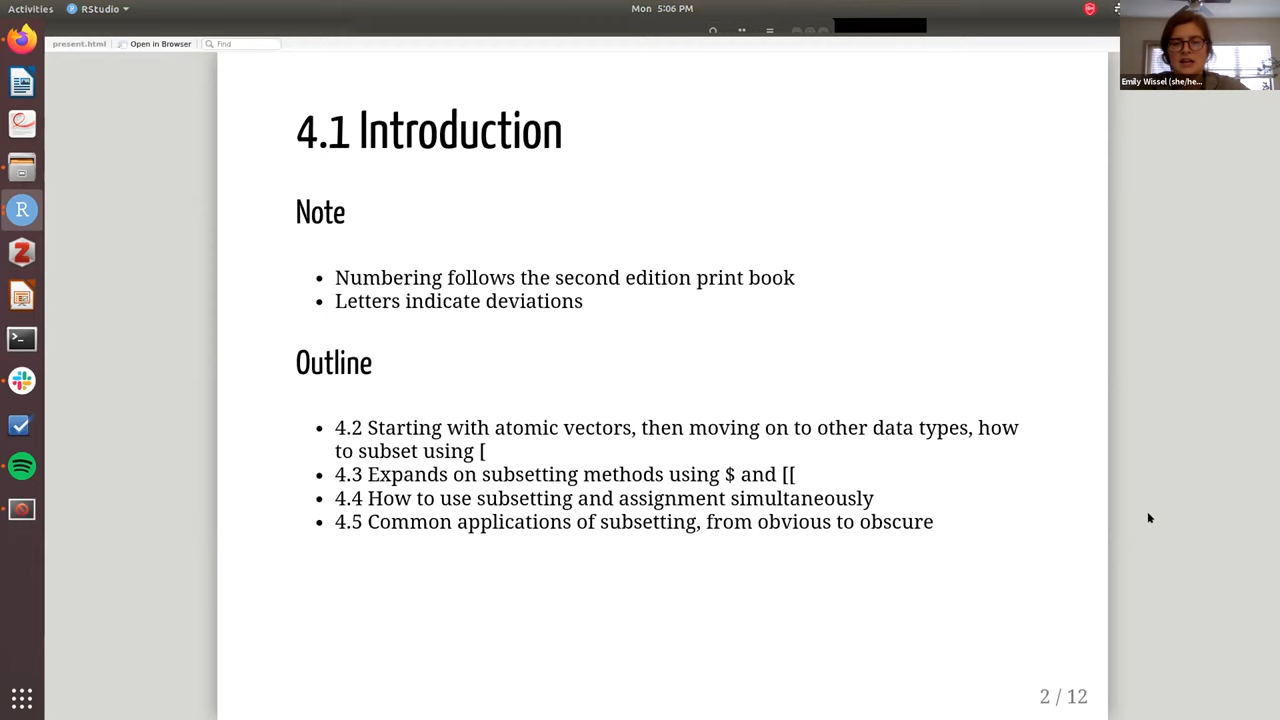 Activities
RStudio
Mon 5:06 PM
present.html
Open in Browser
Find
Emily Wissel (she/he...
4.1 Introduction
Note
• Numbering follows the second edition print book
• Letters indicate deviations
Outline
• 4.2 Starting with atomic vectors, then moving on to other data types, how
to subset using [
• 4.3 Expands on subsetting methods using $ and [[
• 4.4 How to use subsetting and assignment simultaneously
• 4.5 Common applications of subsetting, from obvious to obscure
2 / 12